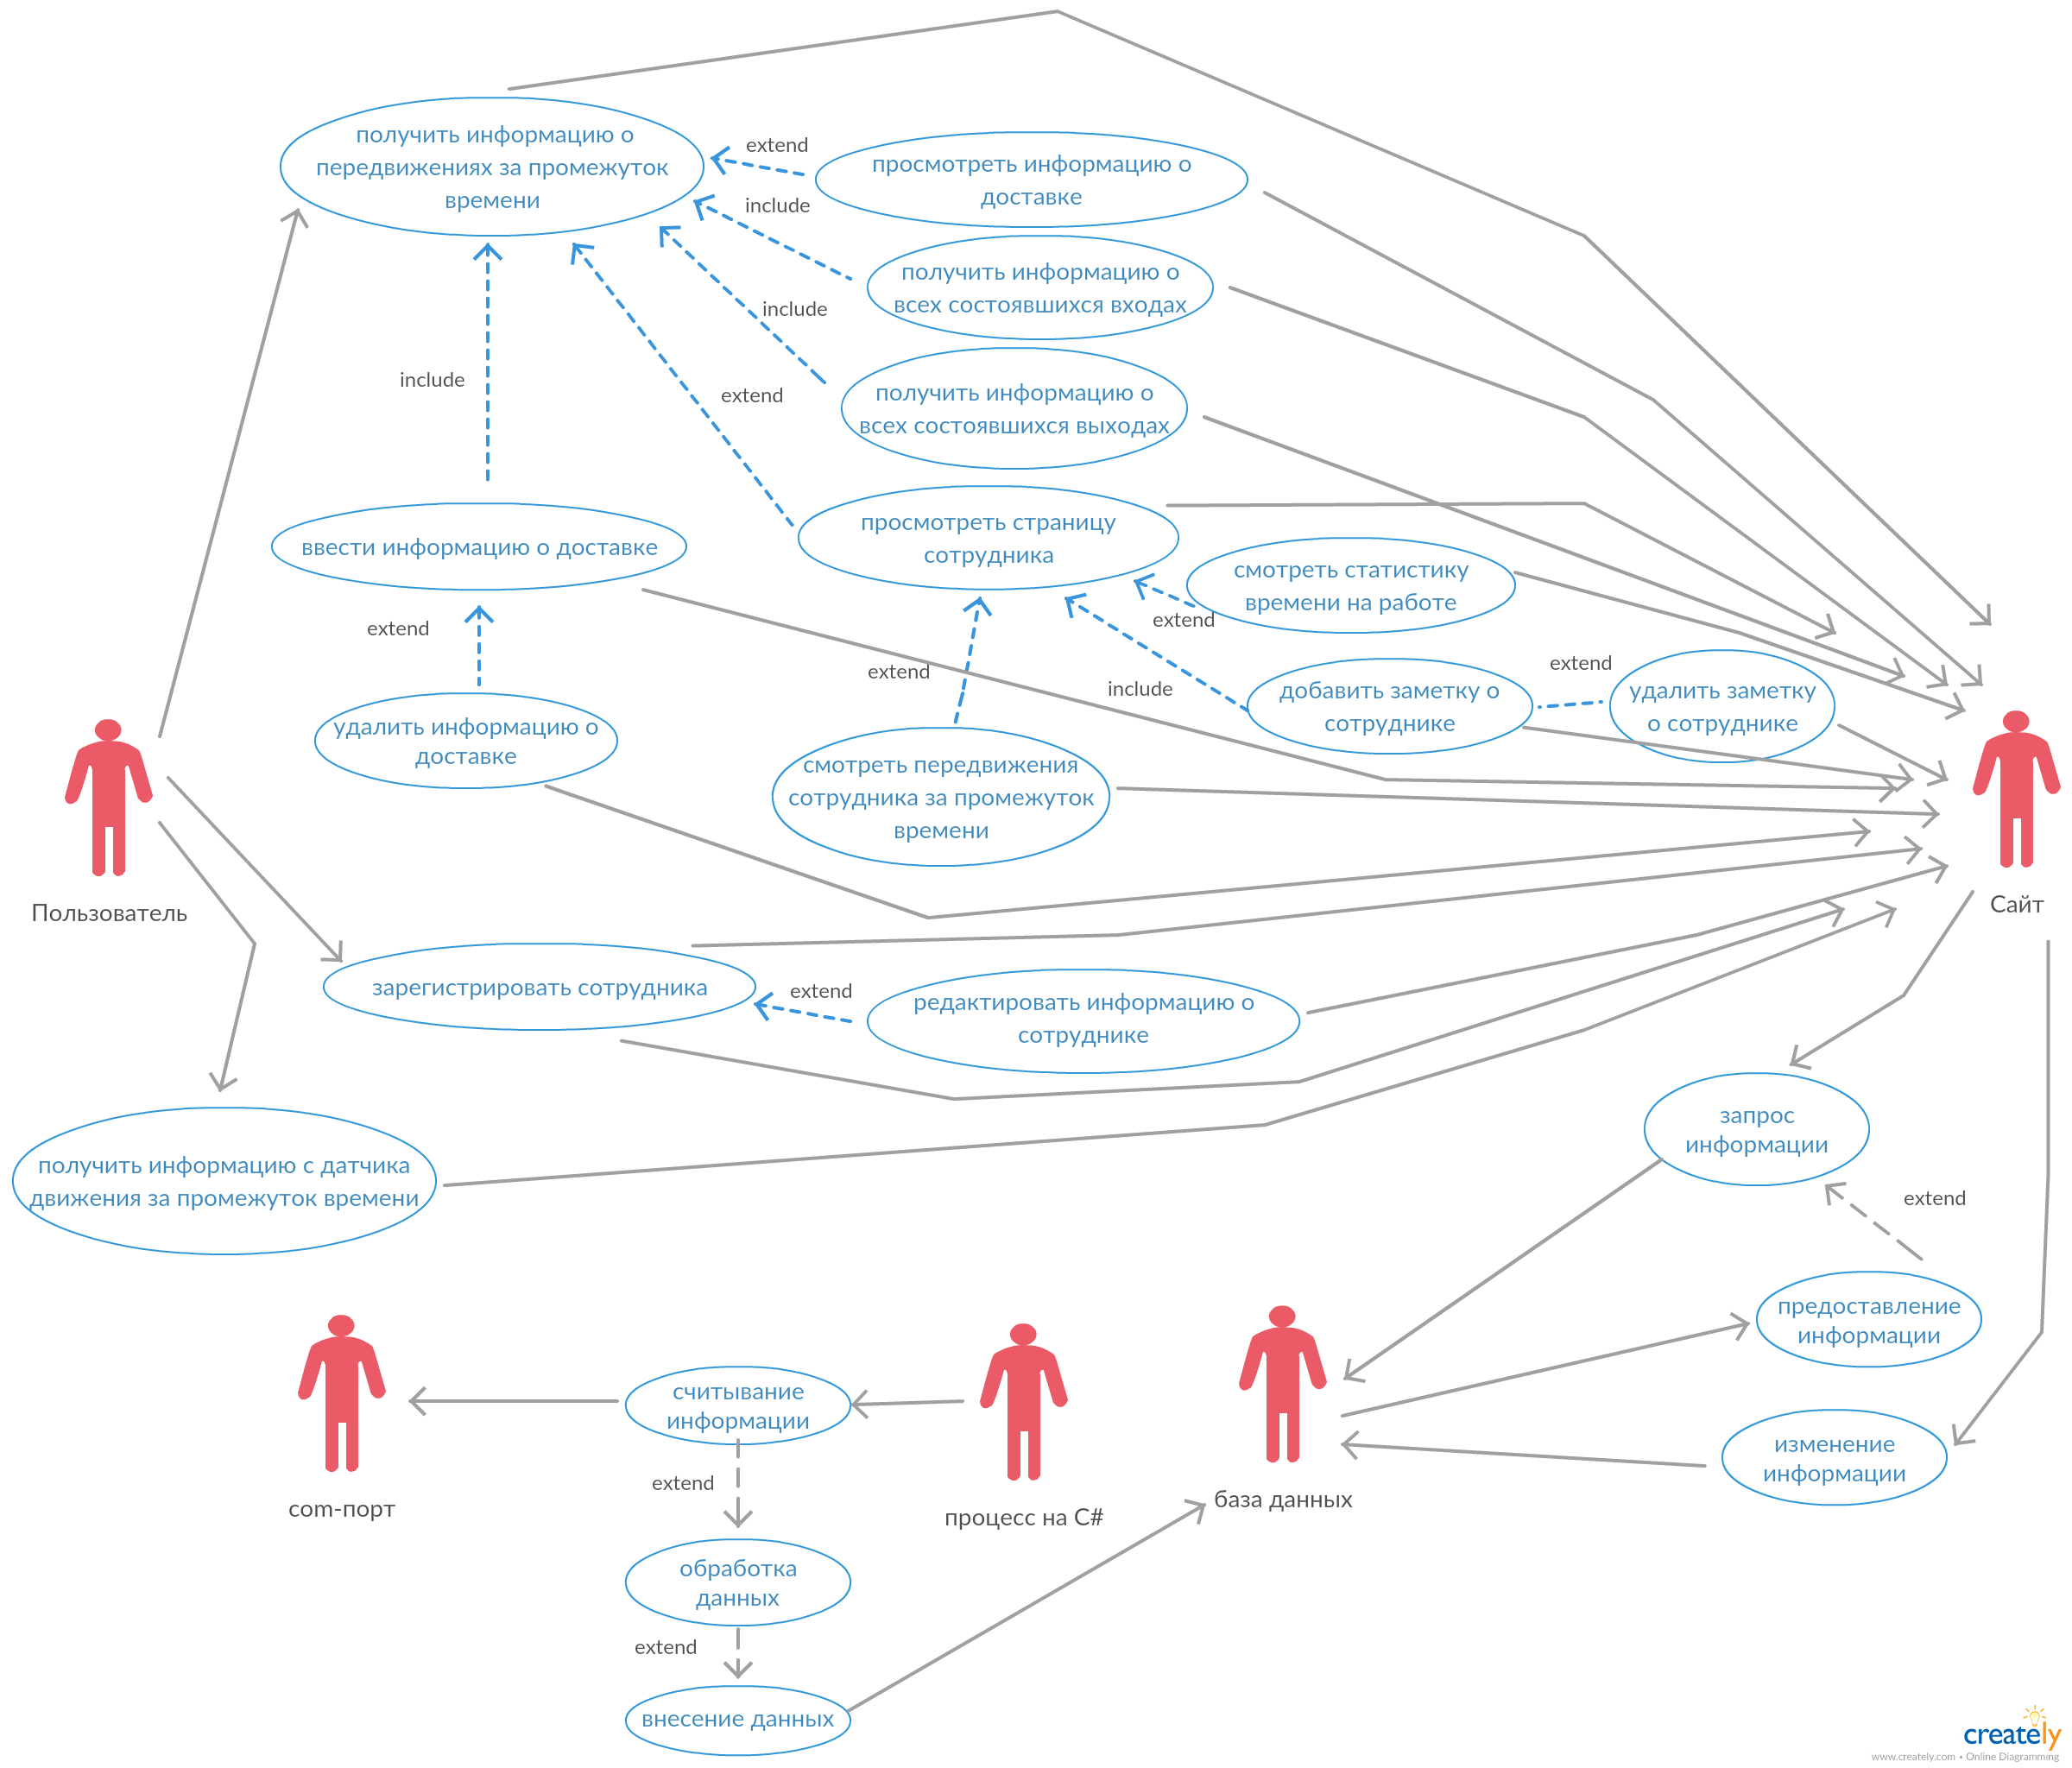 получить информацию о
передвижениях за промежуток
времени
extend
просмотреть информацию о
доставке
include
получить информацию о
всех состоявшихся входах
include
получить информацию о
всех состоявшихся выходах
include
extend
просмотреть страницу
сотрудника
ввести информацию о доставке
смотреть статистику
времени на работе
extend
extend
extend
include
extend
добавить заметку о
сотруднике
удалить заметку
о сотруднике
удалить информацию о
доставке
смотреть передвижения
сотрудника за промежуток
времени
Пользователь
Сайт
зарегистрировать сотрудника
extend
редактировать информацию о
сотруднике
получить информацию с датчика
движения за промежуток времени
запрос
информации
extend
предоставление
информации
считывание
информации
изменение
информации
extend
com-порт
процесс на C#
база данных
обработка
данных
extend
внесение данных
creately
www.creately.com • Online Diagramming